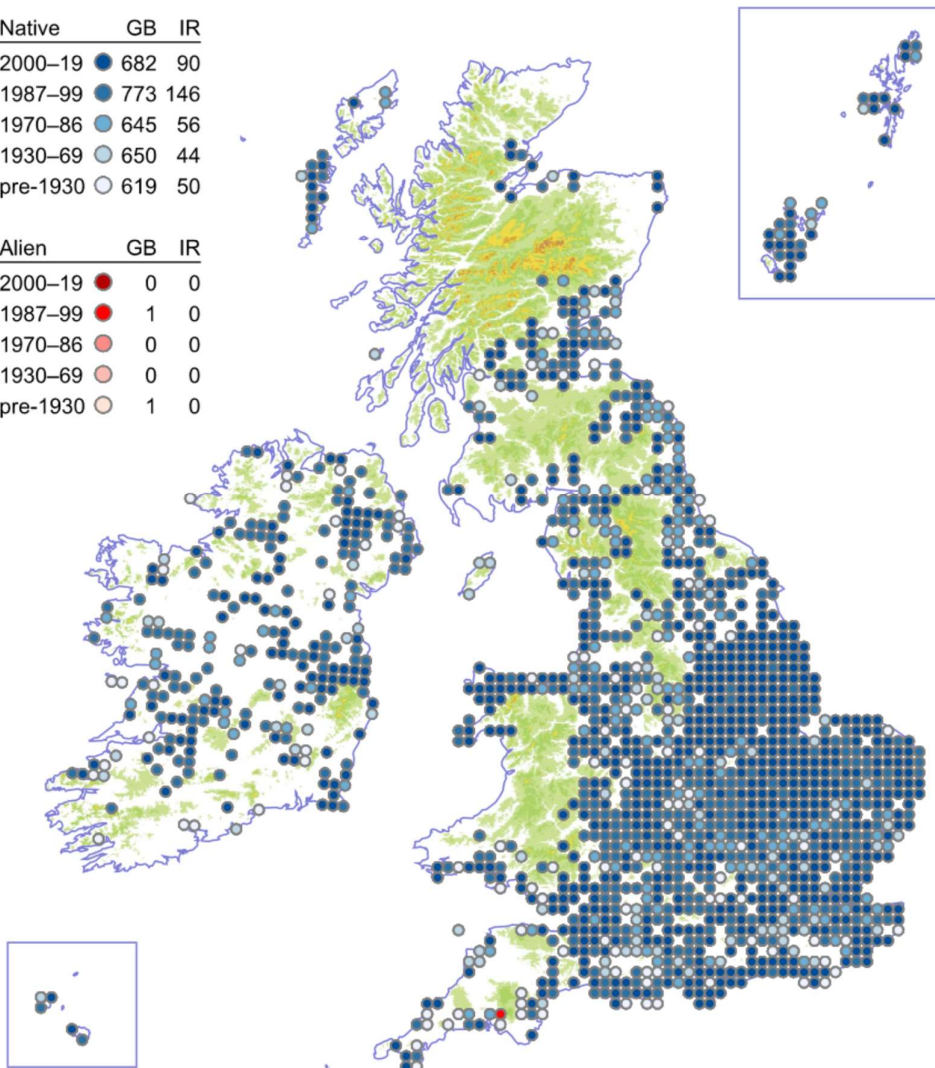 Native GB IR
2000–19 682 90
1987–99 773 146
1970–86 645 56
1930–69 650 44
pre-1930 619 50
Alien GB IR
2000–19 0 0
1987–99 1 0
1970–86 0 0
1930–69 0 0
pre-1930 1 0